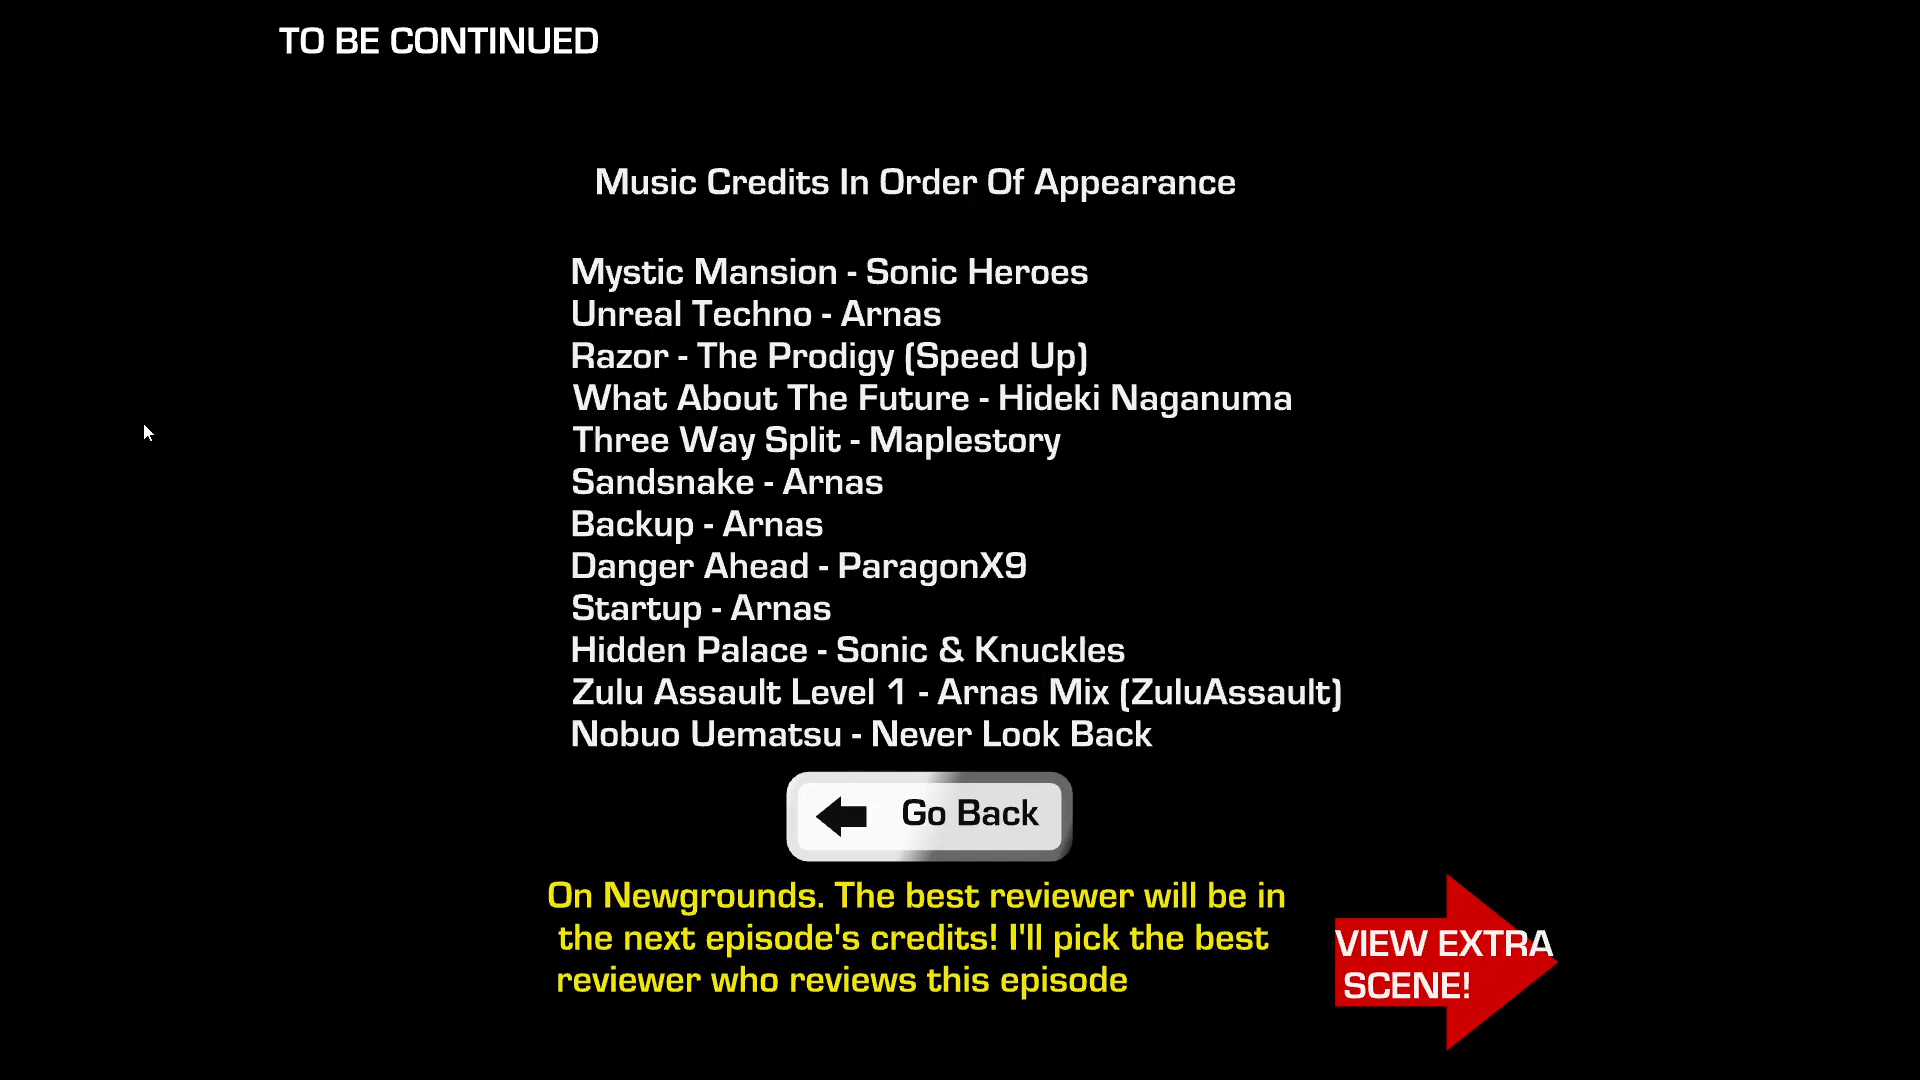 TO BE CONTINUED
Music Credits In Order Of Appearance
Mystic Mansion - Sonic Heroes
Unreal Techno - Arnas
Razor - The Prodigy (Speed Up)
What About The Future - Hideki Naganuma
Three Way Split - Maplestory
Sandsnake - Arnas
Backup - Arnas
Danger Ahead - ParagonX9
Startup - Arnas
Hidden Palace - Sonic & Knuckles
Zulu Assault Level 1 - Arnas Mix (ZuluAssault)
Nobuo Uematsu - Never Look Back
Go Back
On Newgrounds. The best reviewer will be in
the next episode's credits! I'll pick the best
reviewer who reviews this episode
VIEW EXTRA
SCENE!